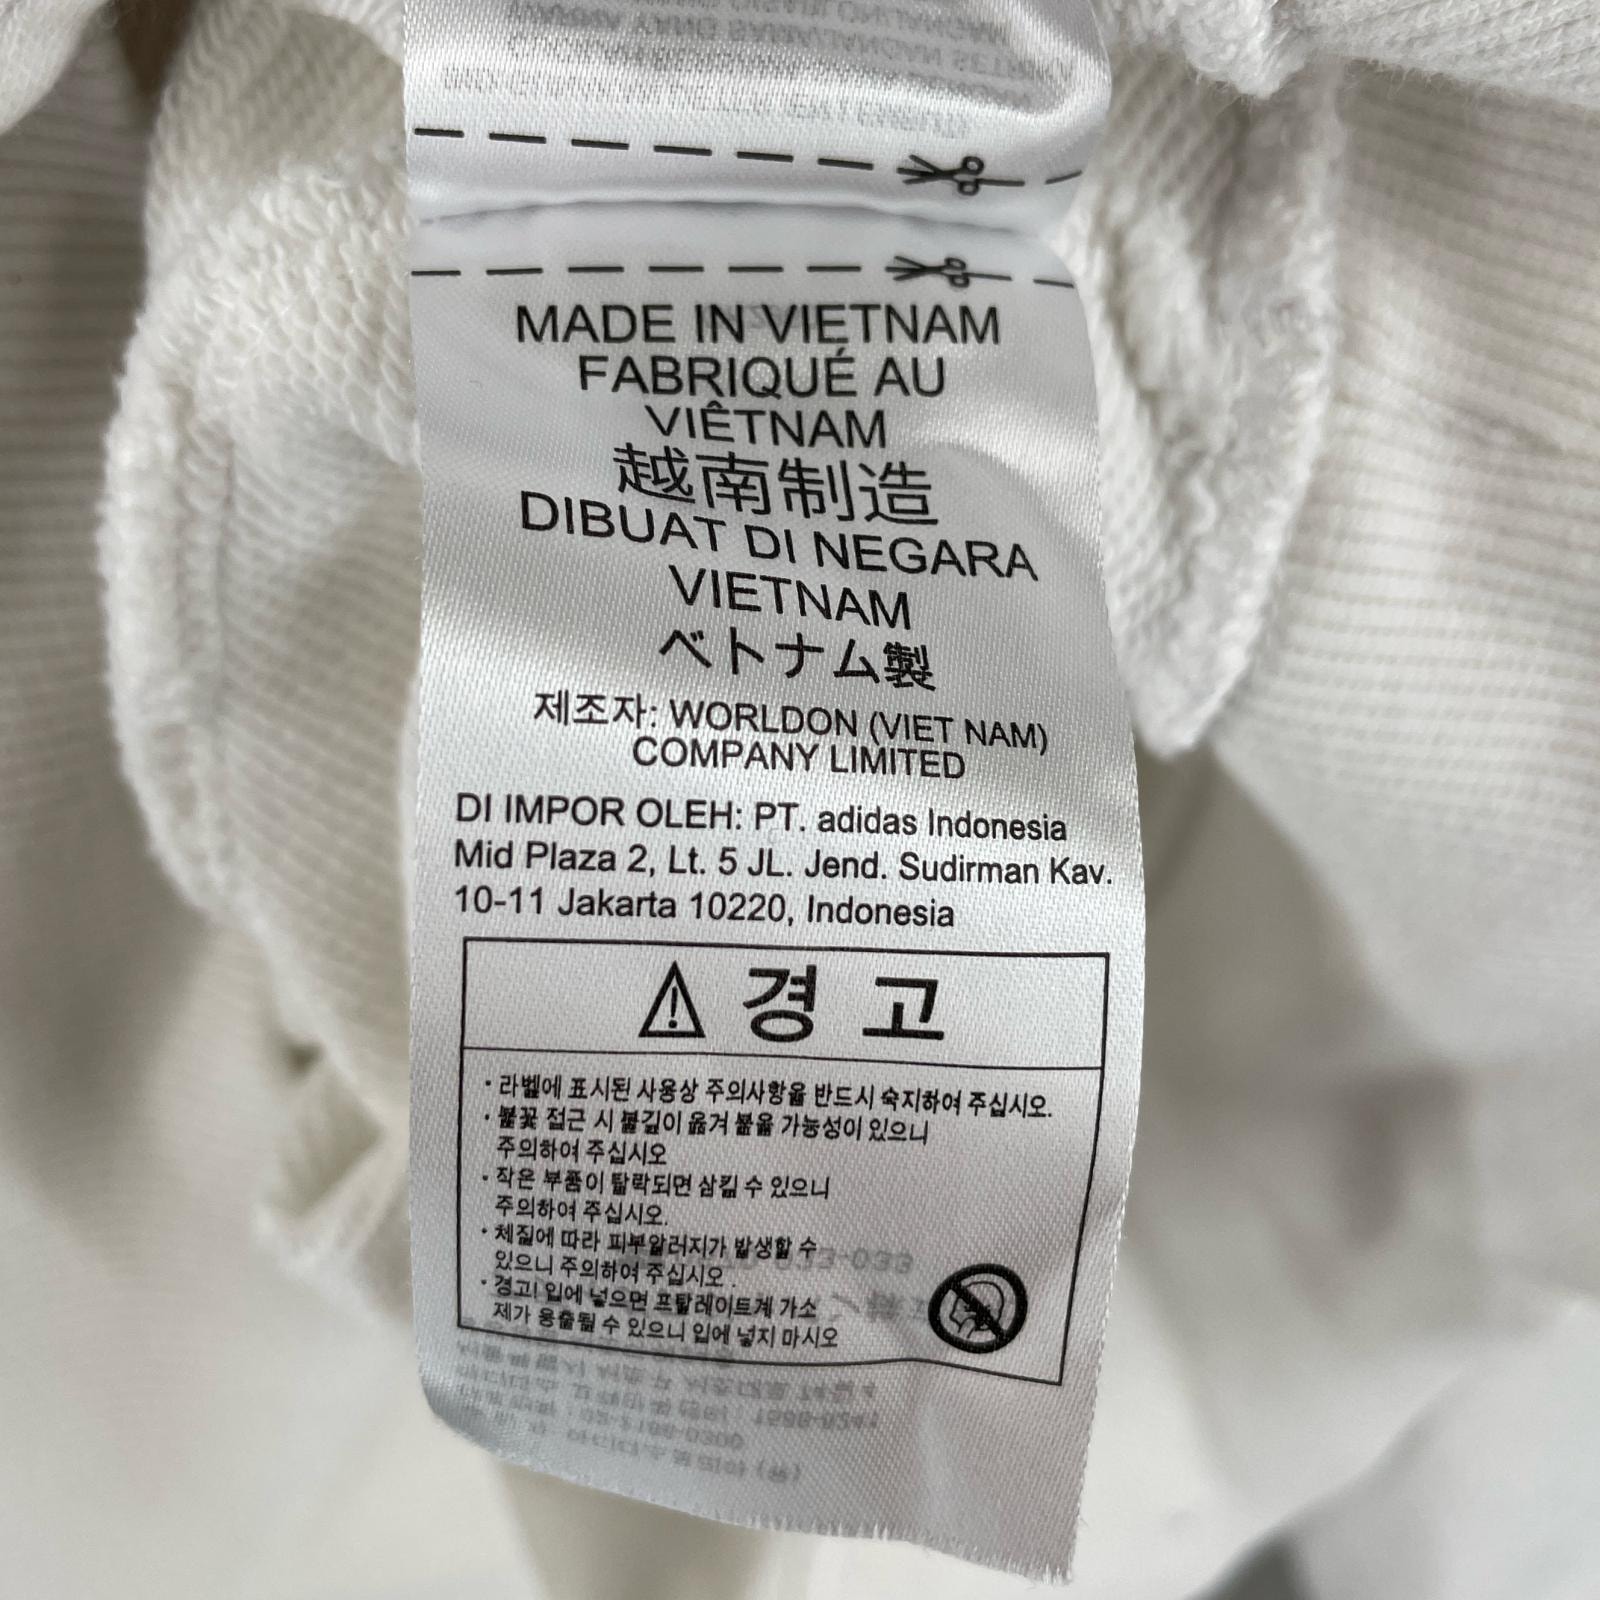 MADE IN VIETNAM
FABRIQUÉ AU
VIÊTNAM
越南制造
DIBUAT DI NEGARA
VIETNAM
ベトナム製
제조자: WORLDON (VIET NAM)
COMPANY LIMITED
DI IMPOR OLEH: PT. adidas Indonesia
Mid Plaza 2, Lt. 5 JL. Jend. Sudirman Kav.
10-11 Jakarta 10220, Indonesia
경 고
· 라벨에 표시된 사용상 주의사항을 반드시 숙지하여 주십시오.
· 불꽃 접근 시 불길이 옮겨 붙을 가능성이 있으니
주의하여 주십시오
· 작은 부품이 탈락되면 삼킬 수 있으니
주의하여 주십시오.
· 체질에 따라 피부알러지가 발생할 수
있으니 주의하여 주십시오 .
· 경고! 입에 넣으면 프탈레이트계 가소
제가 용출될 수 있으니 입에 넣지 마시오